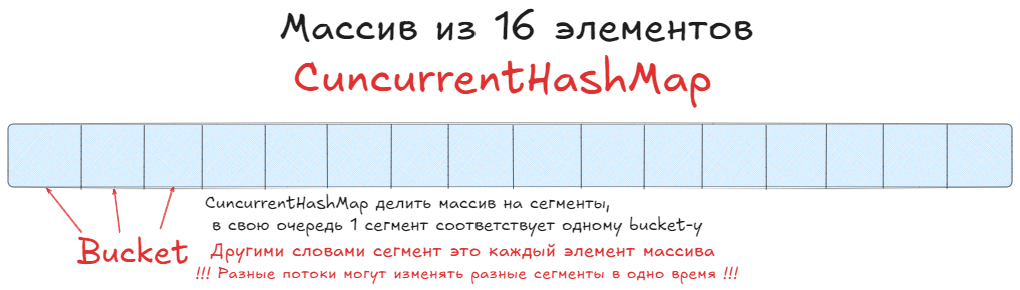 Массив из 16 элементов
CuncurrentHashMap
CuncurrentHashMap делить массив на сегменты,
в свою очередь 1 сегмент соответствует одному bucket-у
Bucket
Другими словами сегмент это каждый элемент массива
!!! Разные потоки могут изменять разные сегменты в одно время !!!